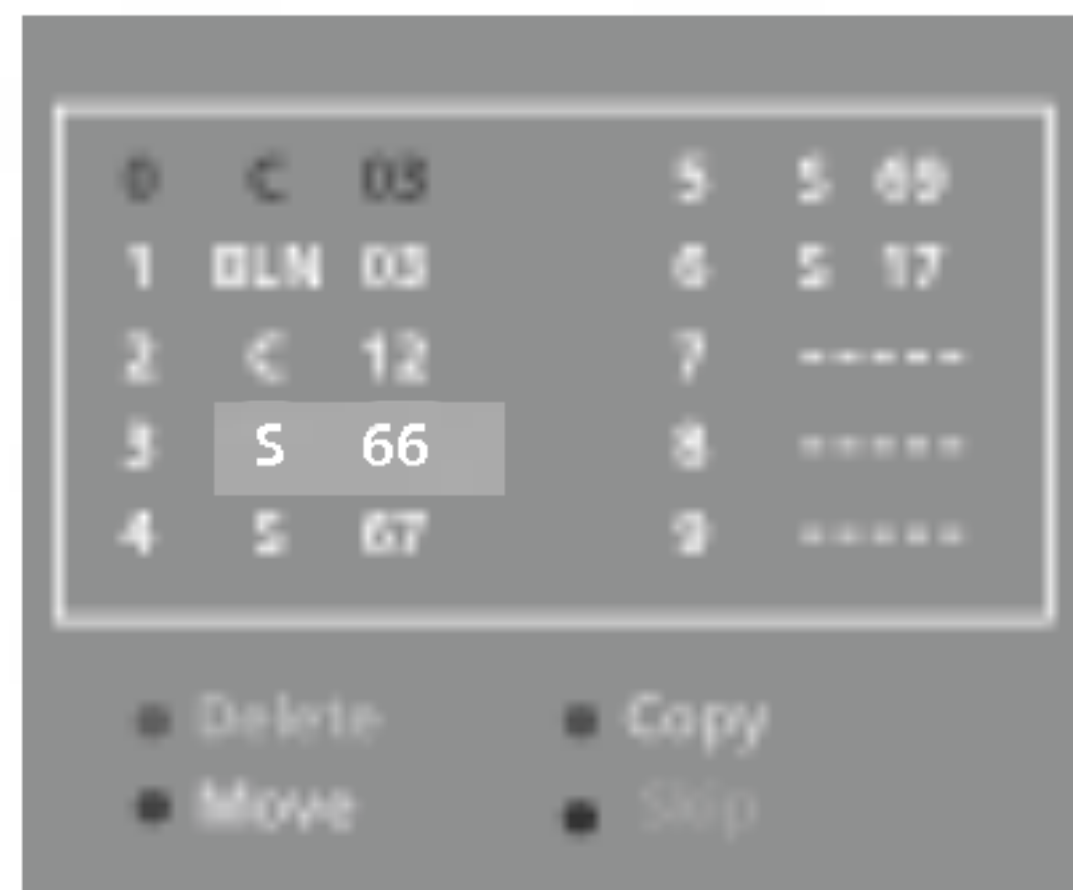 0 C 03
1 BLN 03
2 C 12
3 S 66
4 S 67
5 S 69
6 S 17
7 -----
8 -----
9 -----
Delete
Copy
Move
Skip